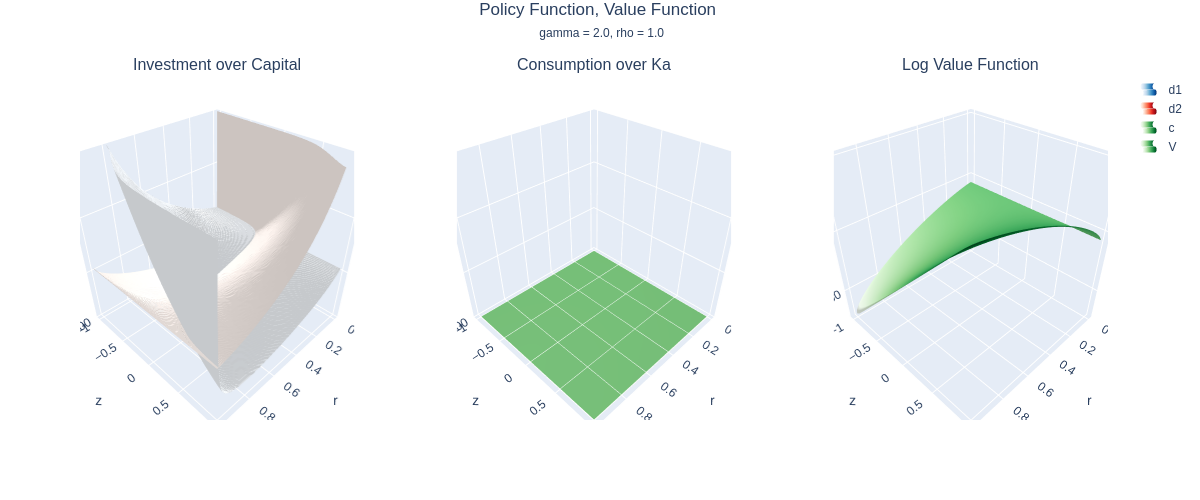 Policy Function, Value Function
gamma = 2.0, rho = 1.0
Investment over Capital
Consumption over Ka
Log Value Function
d1
d2
c
V
−0.5
0
0.5
z
0
0.2
0.4
0.6
0.8
r
−0.5
0
0.5
z
0
0.2
0.4
0.6
0.8
r
−1
−0.5
0
0.5
z
0
0.2
0.4
0.6
0.8
r